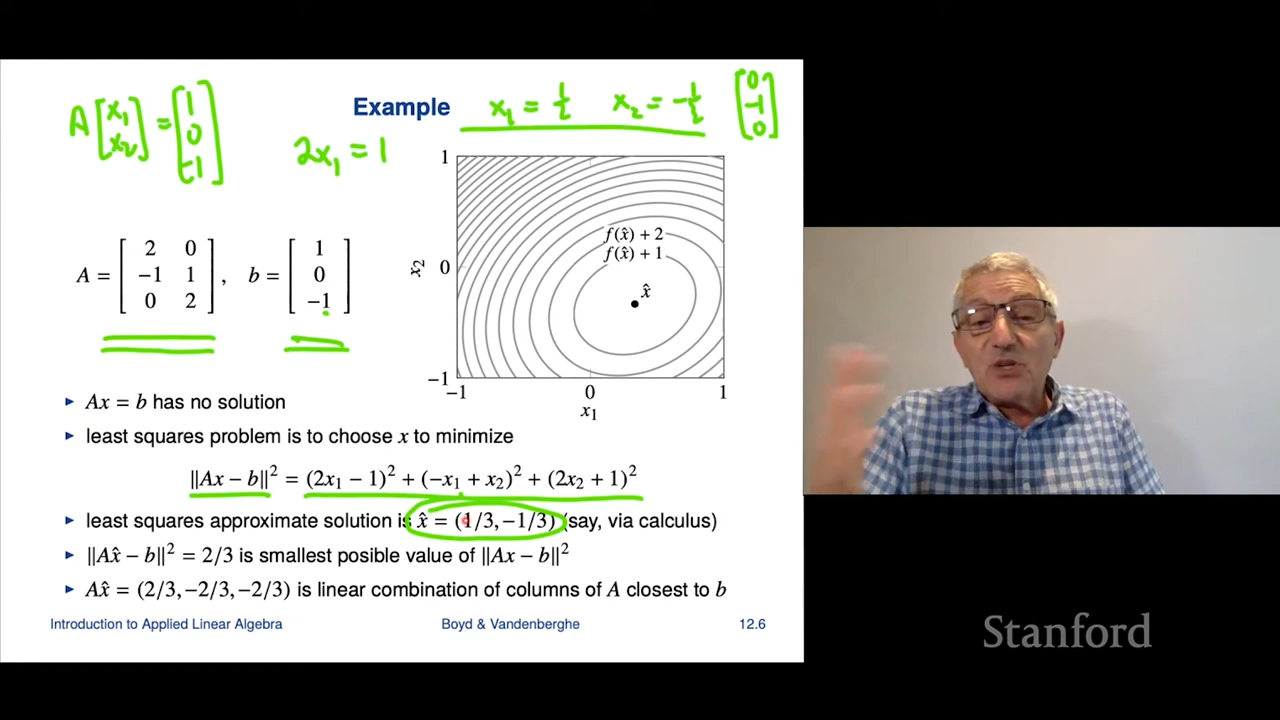 A [x₁ x₂] = [1 0 -1]
2x₁ = 1
Example
x₁ = ½ x₂ = -½ [0 -1 0]
1
0
−1
x₂
f(x̂) + 2
f(x̂) + 1
x̂
−1 0 1
x₁
A = [2 0; −1 1; 0 2], b = [1; 0; −1]
▶ Ax = b has no solution
▶ least squares problem is to choose x to minimize
‖Ax − b‖² = (2x₁ − 1)² + (−x₁ + x₂)² + (2x₂ + 1)²
▶ least squares approximate solution is x̂ = (1/3, −1/3) (say, via calculus)
▶ ‖Ax̂ − b‖² = 2/3 is smallest posible value of ‖Ax − b‖²
▶ Ax̂ = (2/3, −2/3, −2/3) is linear combination of columns of A closest to b
Introduction to Applied Linear Algebra Boyd & Vandenberghe 12.6
Stanford